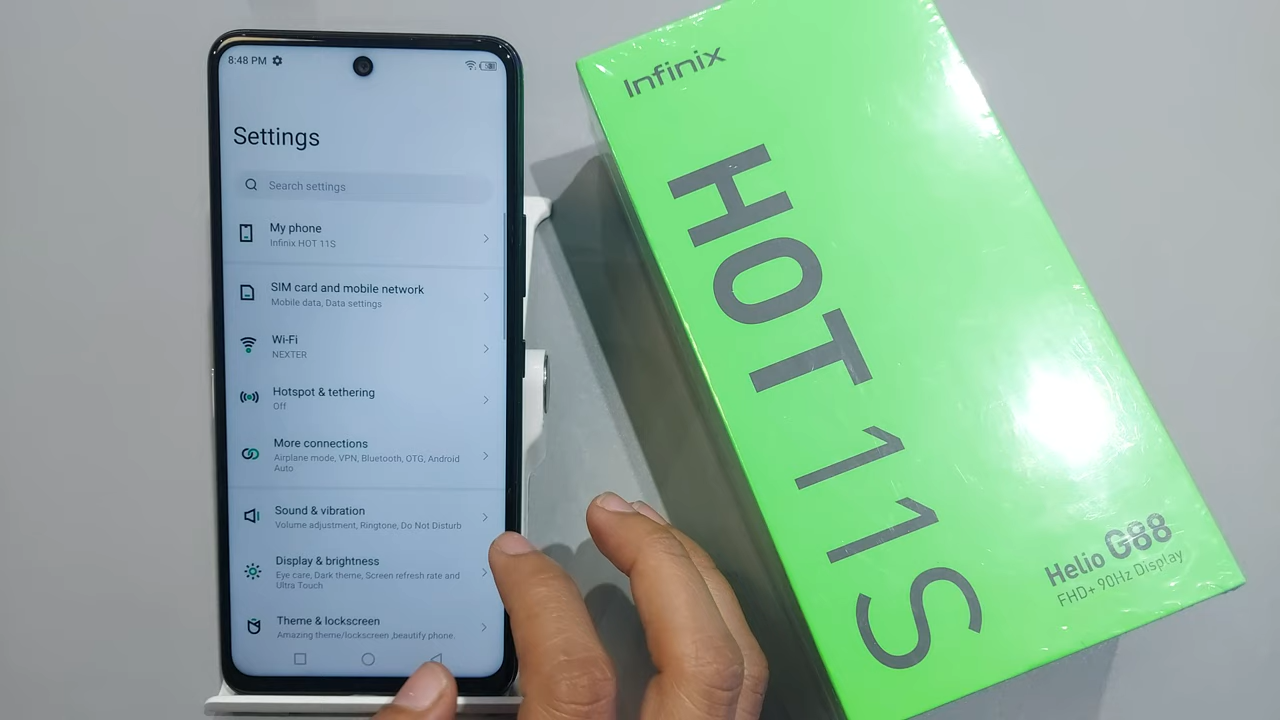 8:48 PM
Settings
Search settings
My phone
Infinix HOT 11S
SIM card and mobile network
Mobile data, Data settings
Wi-Fi
NEXTER
Hotspot & tethering
Off
More connections
Airplane mode, VPN, Bluetooth, OTG, Android
Auto
Sound & vibration
Volume adjustment, Ringtone, Do Not Disturb
Display & brightness
Eye care, Dark theme, Screen refresh rate and
Ultra Touch
Theme & lockscreen
Amazing theme/lockscreen ,beautify phone
Infinix
HOT 11S
Helio G88
FHD+ 90Hz Display